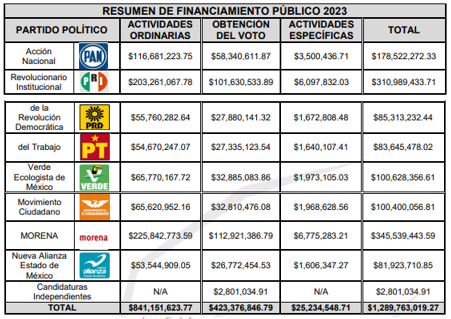 RESUMEN DE FINANCIAMIENTO PÚBLICO 2023
PARTIDO POLÍTICO ACTIVIDADES ORDINARIAS OBTENCION DEL VOTO ACTIVIDADES ESPECÍFICAS TOTAL
Acción Nacional PAN $116,681,223.75 $58,340,611.87 $3,500,436.71 $178,522,272.33
Revolucionario Institucional PRI $203,261,067.78 $101,630,533.89 $6,097,832.03 $310,989,433.71
de la Revolución Democrática PRD $55,760,282.64 $27,880,141.32 $1,672,808.48 $85,313,232.44
del Trabajo PT $54,670,247.07 $27,335,123.54 $1,640,107.41 $83,645,478.02
Verde Ecologista de México VERDE $65,770,167.72 $32,885,083.86 $1,973,105.03 $100,628,356.61
Movimiento Ciudadano MOVIMIENTO CIUDADANO $65,620,952.16 $32,810,476.08 $1,968,628.56 $100,400,056.81
MORENA morena $225,842,773.59 $112,921,386.79 $6,775,283.21 $345,539,443.59
Nueva Alianza Estado de México alianza $53,544,909.05 $26,772,454.53 $1,606,347.27 $81,923,710.85
Candidaturas Independientes N/A $2,801,034.91 N/A $2,801,034.91
TOTAL $841,151,623.77 $423,376,846.79 $25,234,548.71 $1,289,763,019.27